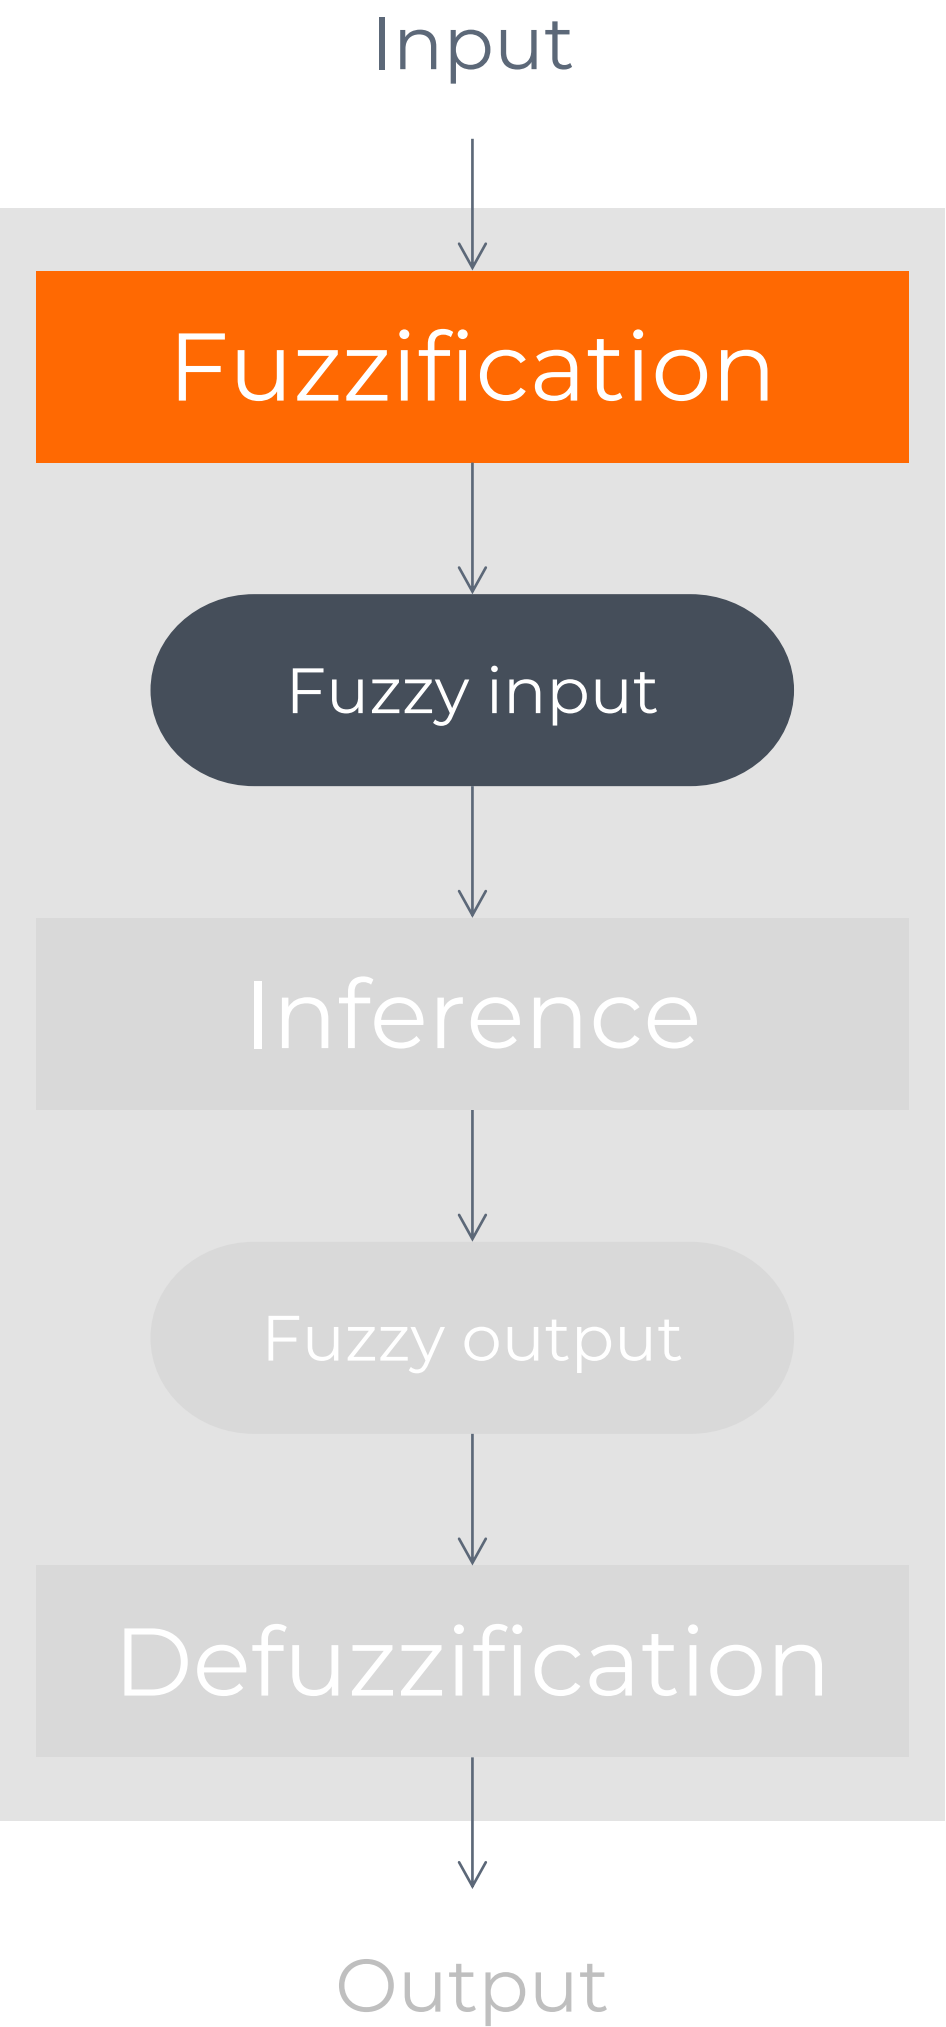 Input
Fuzzification
Fuzzy input
Inference
Fuzzy output
Defuzzification
Output